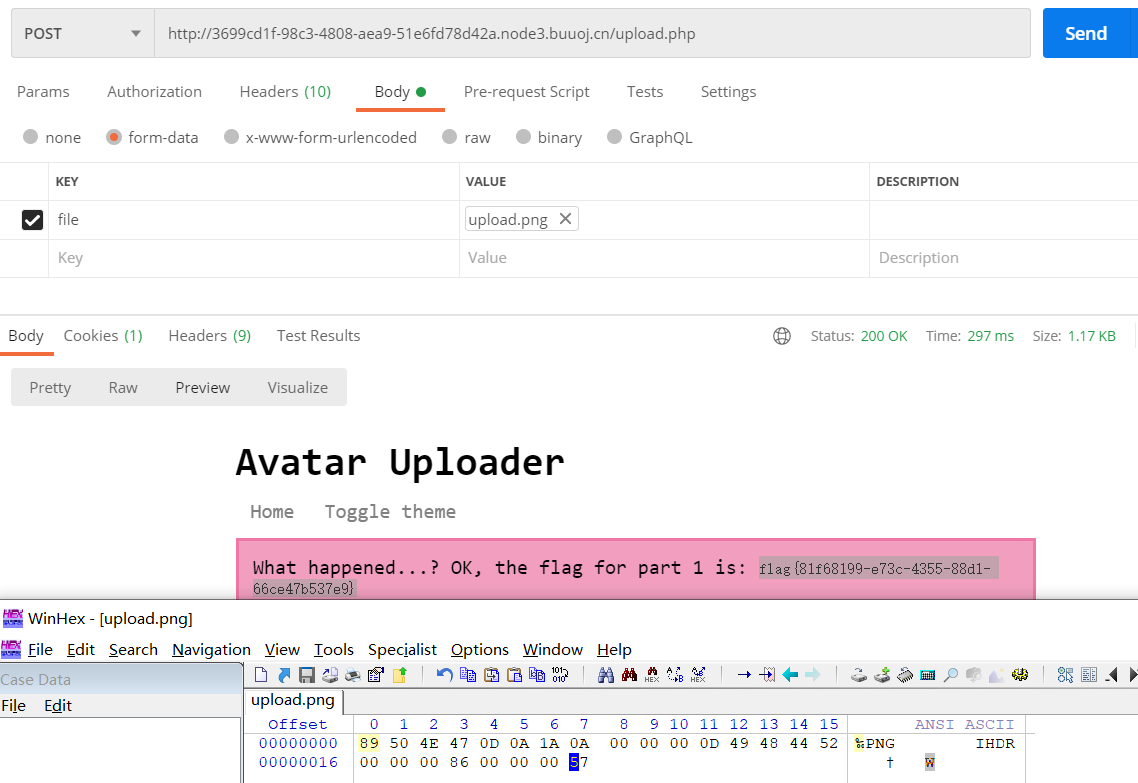 POST http://3699cd1f-98c3-4808-aea9-51e6fd78d42a.node3.buuoj.cn/upload.php Send
Params Authorization Headers (10) Body Pre-request Script Tests Settings
none form-data x-www-form-urlencoded raw binary GraphQL
KEY VALUE DESCRIPTION
file upload.png
Key Value Description
Body Cookies (1) Headers (9) Test Results Status: 200 OK Time: 297 ms Size: 1.17 KB
Pretty Raw Preview Visualize
Avatar Uploader
Home Toggle theme
What happened...? OK, the flag for part 1 is: flag{81f68199-e73c-4355-88d1-
66ce47b537e9}
WinHex - [upload.png]
File Edit Search Navigation View Tools Specialist Options Window Help
Case Data
File Edit
upload.png
Offset 0 1 2 3 4 5 6 7 8 9 10 11 12 13 14 15 ANSI ASCII
00000000 89 50 4E 47 0D 0A 1A 0A 00 00 00 0D 49 48 44 52 ‰PNG IHDR
00000016 00 00 00 86 00 00 00 57 † W